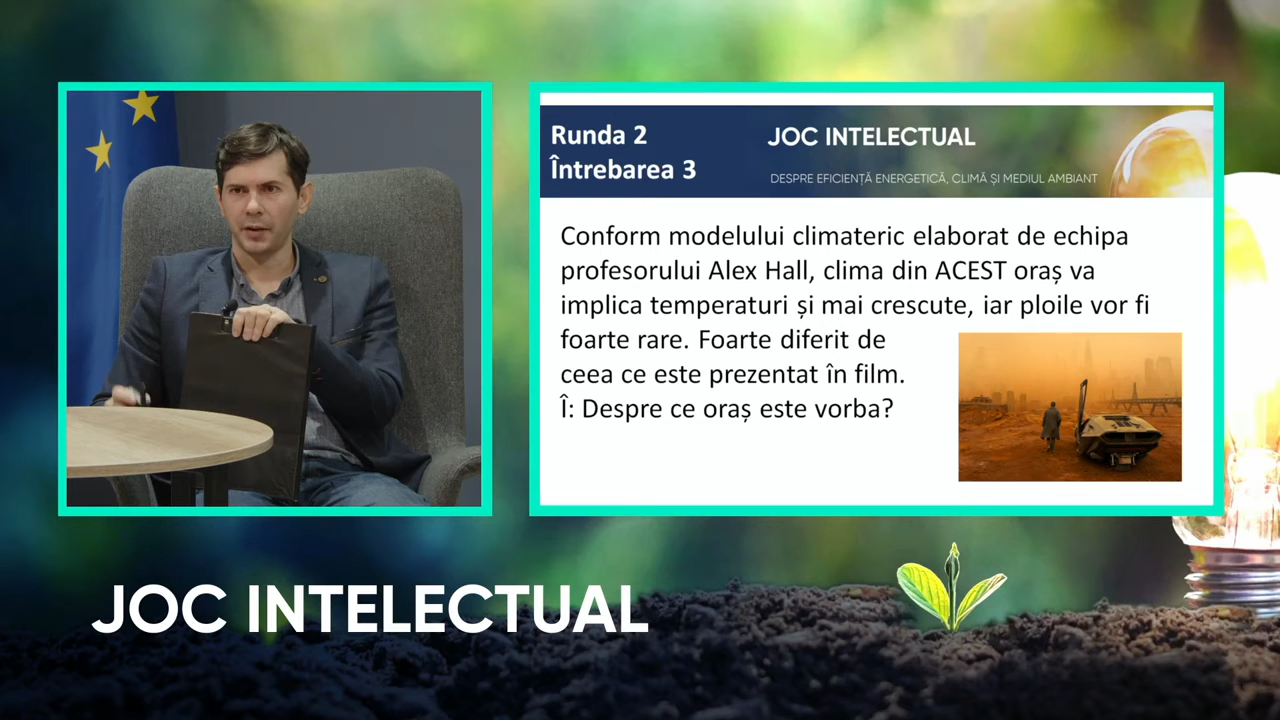 Runda 2
Întrebarea 3
JOC INTELECTUAL
DESPRE EFICIENȚĂ ENERGETICĂ, CLIMĂ ȘI MEDIUL AMBIANT
Conform modelului climateric elaborat de echipa
profesorului Alex Hall, clima din ACEST oraș va
implica temperaturi și mai crescute, iar ploile vor fi
foarte rare. Foarte diferit de
ceea ce este prezentat în film.
Î: Despre ce oraș este vorba?
JOC INTELECTUAL